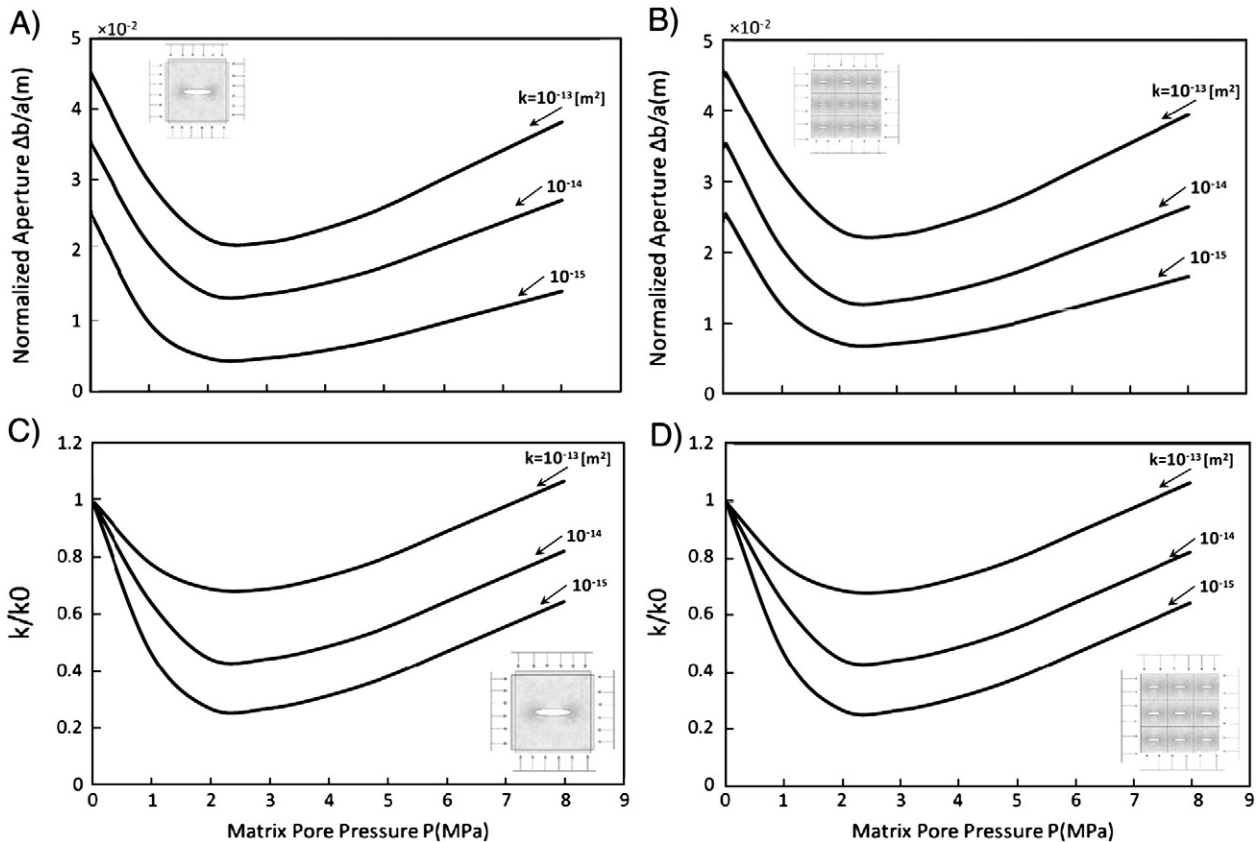 A)
×10⁻²
5
4
3
2
1
0
Normalized Aperture Δb/a(m)
k=10⁻¹³[m²]
10⁻¹⁴
10⁻¹⁵
B)
×10⁻²
5
4
3
2
1
0
Normalized Aperture Δb/a(m)
k=10⁻¹³[m²]
10⁻¹⁴
10⁻¹⁵
C)
1.2
1
0.8
0.6
0.4
0.2
0
k/k0
k=10⁻¹³[m²]
10⁻¹⁴
10⁻¹⁵
0 1 2 3 4 5 6 7 8 9
Matrix Pore Pressure P(MPa)
D)
1.2
1
0.8
0.6
0.4
0.2
0
k/k0
k=10⁻¹³[m²]
10⁻¹⁴
10⁻¹⁵
0 1 2 3 4 5 6 7 8 9
Matrix Pore Pressure P(MPa)